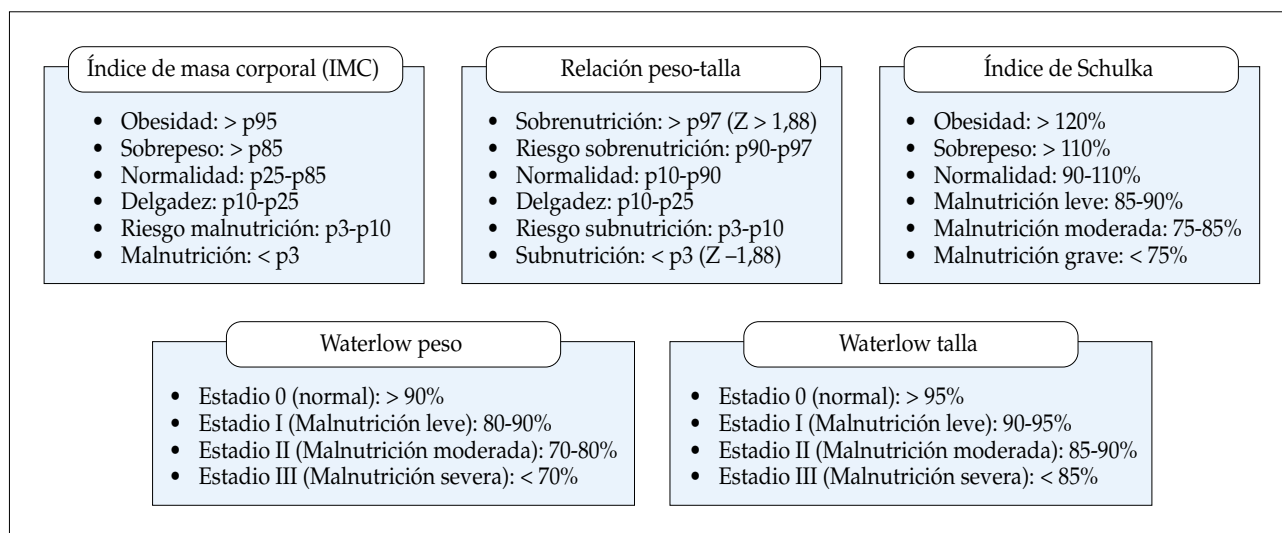 Índice de masa corporal (IMC)
• Obesidad: > p95
• Sobrepeso: > p85
• Normalidad: p25-p85
• Delgadez: p10-p25
• Riesgo malnutrición: p3-p10
• Malnutrición: < p3
Relación peso-talla
• Sobrenutrición: > p97 (Z > 1,88)
• Riesgo sobrenutrición: p90-p97
• Normalidad: p10-p90
• Delgadez: p10-p25
• Riesgo subnutrición: p3-p10
• Subnutrición: < p3 (Z –1,88)
Índice de Schulka
• Obesidad: > 120%
• Sobrepeso: > 110%
• Normalidad: 90-110%
• Malnutrición leve: 85-90%
• Malnutrición moderada: 75-85%
• Malnutrición grave: < 75%
Waterlow peso
• Estadio 0 (normal): > 90%
• Estadio I (Malnutrición leve): 80-90%
• Estadio II (Malnutrición moderada): 70-80%
• Estadio III (Malnutrición severa): < 70%
Waterlow talla
• Estadio 0 (normal): > 95%
• Estadio I (Malnutrición leve): 90-95%
• Estadio II (Malnutrición moderada): 85-90%
• Estadio III (Malnutrición severa): < 85%